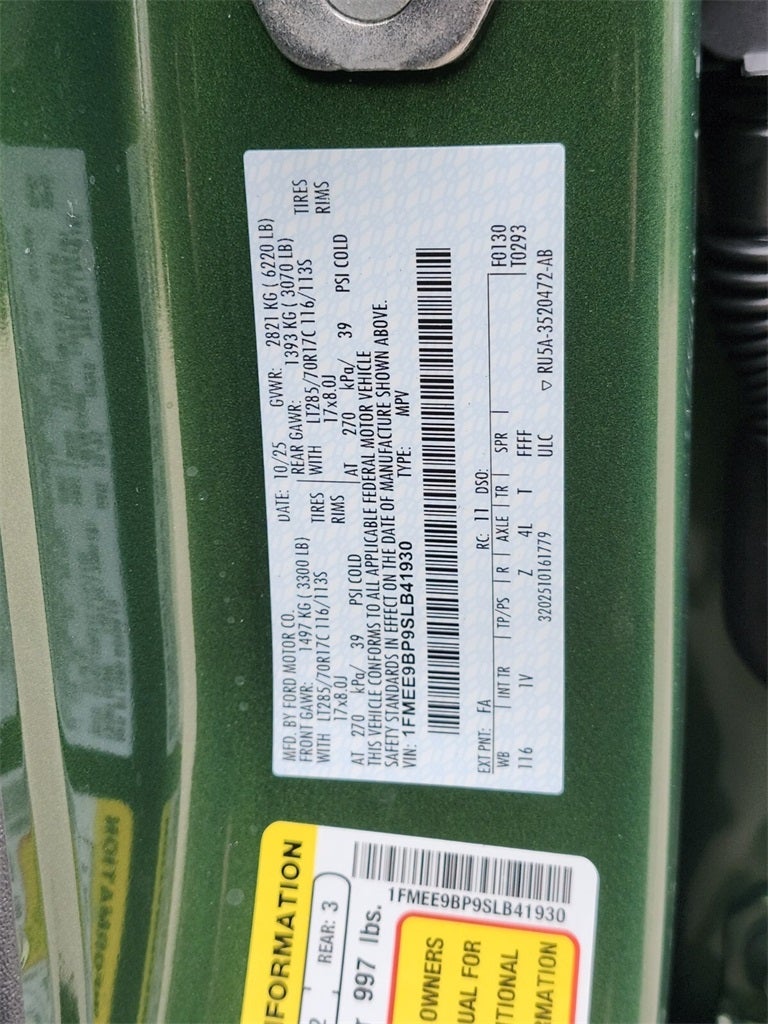 MFD. BY FORD MOTOR CO.
DATE: 10/25 GVWR: 2821 KG ( 6220 LB)
FRONT GAWR: 1497 KG ( 3300 LB)
REAR GAWR: 1393 KG ( 3070 LB)
WITH LT285/70R17C 116/113S TIRES
WITH LT285/70R17C 116/113S TIRES
17x8.0J RIMS
17x8.0J RIMS
AT 270 kPa/ 39 PSI COLD
AT 270 kPa/ 39 PSI COLD
THIS VEHICLE CONFORMS TO ALL APPLICABLE FEDERAL MOTOR VEHICLE
SAFETY STANDARDS IN EFFECT ON THE DATE OF MANUFACTURE SHOWN ABOVE.
VIN: 1FMEE9BP9SLB41930 TYPE: MPV
EXT PNT: FA RC: 11 DSO: F0130
WB INT TR TP/PS R AXLE TR SPR T0293
116 1V Z 4L T FFFF
3202510161779 ULC ▽ RU5A-3520472-AB
FORMATION
REAR: 3
997 lbs.
1FMEE9BP9SLB41930
OWNERS
UAL FOR
TIONAL
MATION